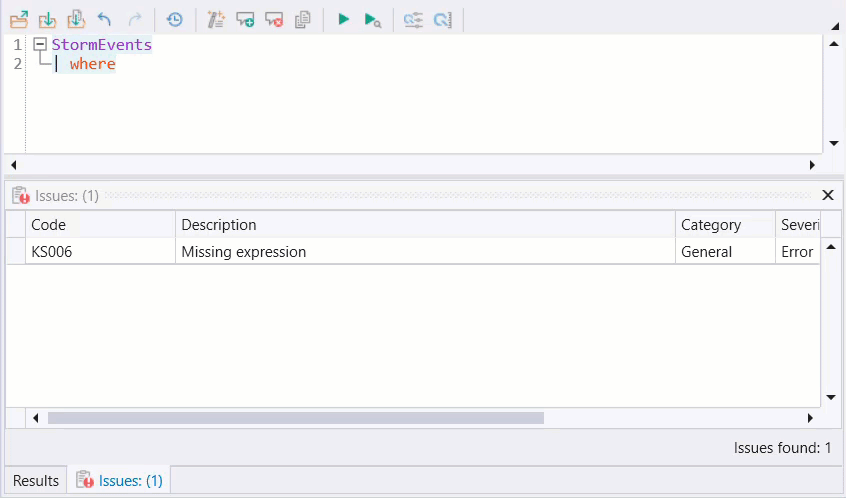 1 StormEvents
2 | where
Issues: (1)
Code Description Category Severi
KS006 Missing expression General Error
Issues found: 1
Results Issues: (1)